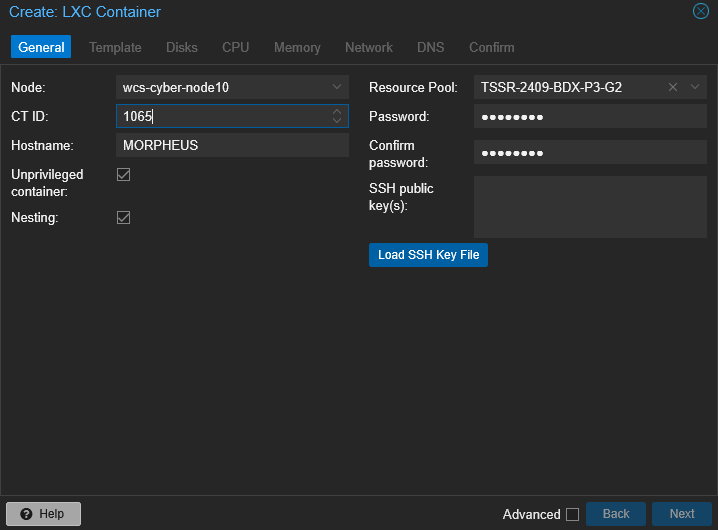 Create: LXC Container
General Template Disks CPU Memory Network DNS Confirm
Node: wcs-cyber-node10 Resource Pool: TSSR-2409-BDX-P3-G2
CT ID: 1065 Password: ●●●●●●●●
Hostname: MORPHEUS Confirm password: ●●●●●●●●
Unprivileged container:
SSH public key(s):
Nesting:
Load SSH Key File
Help Advanced Back Next